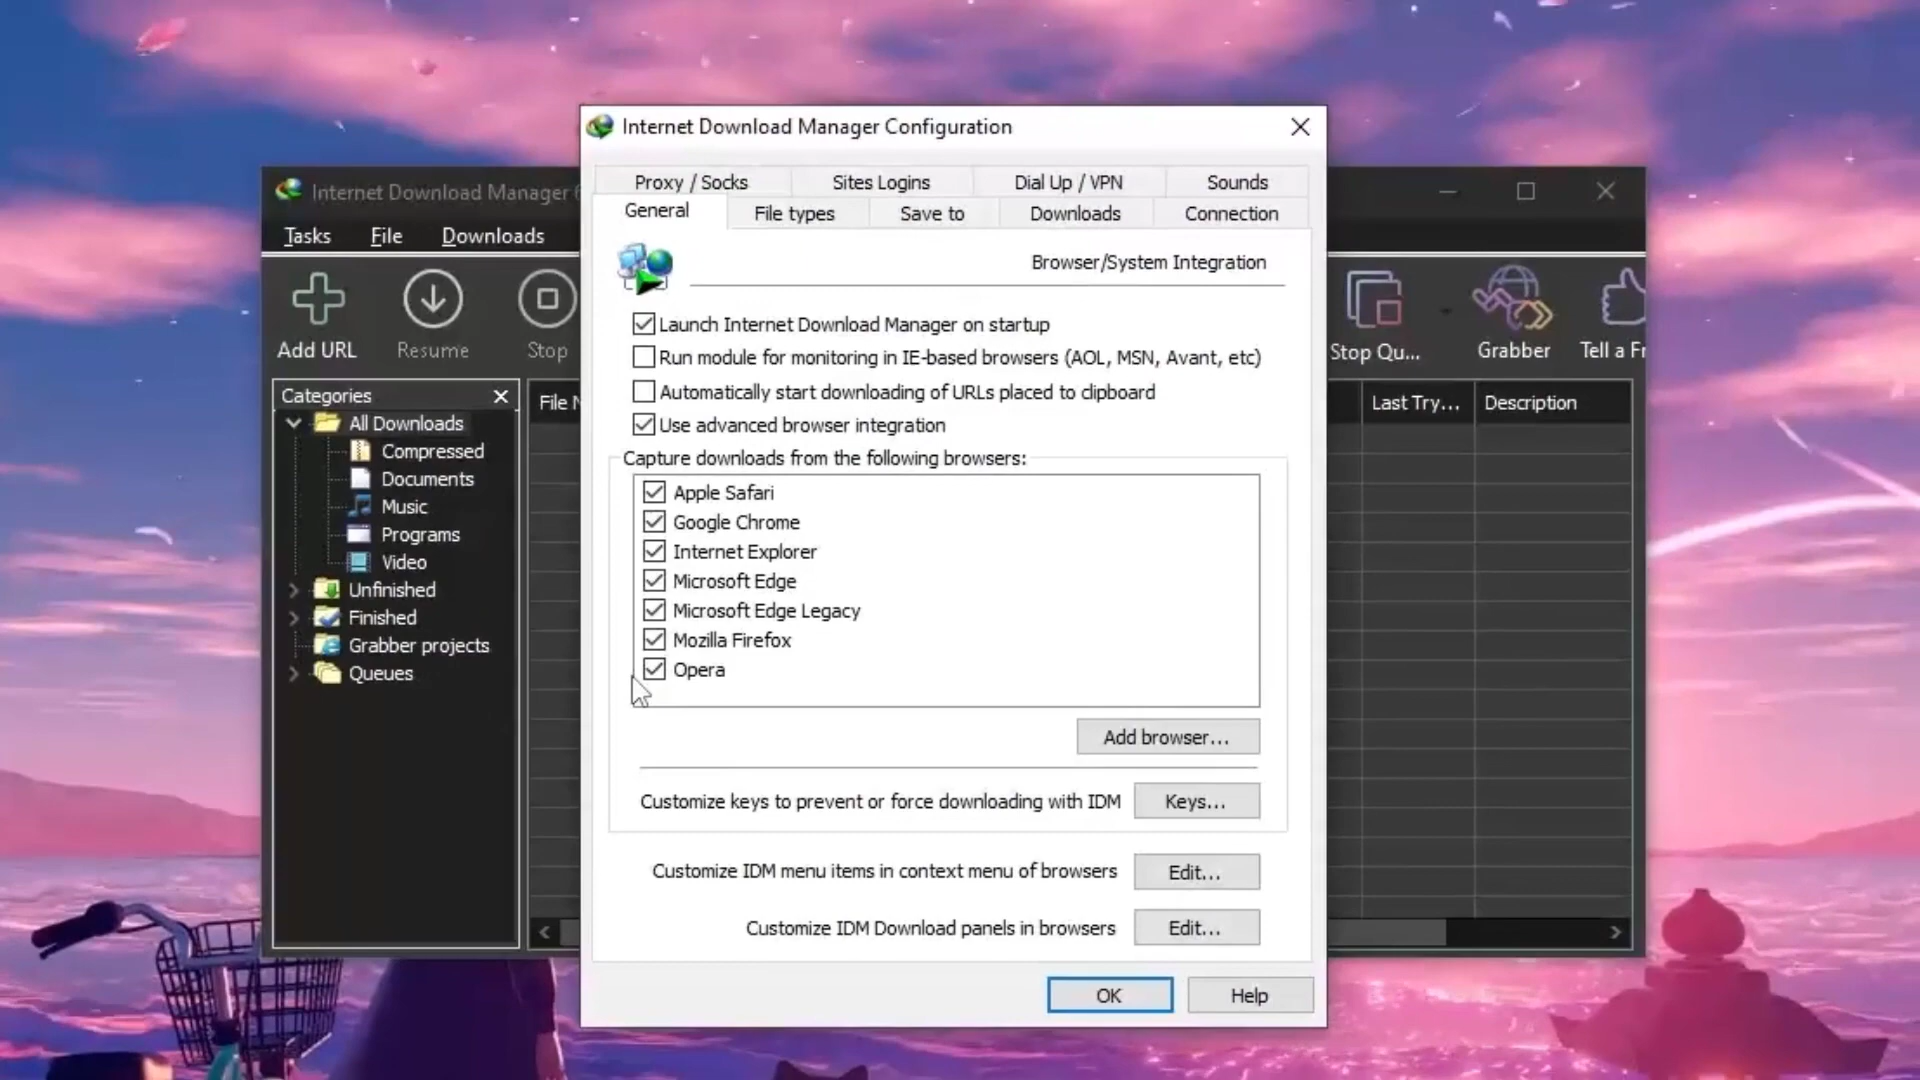 Internet Download Manager Configuration
Internet Download Manager
Proxy / Socks
Sites Logins
Dial Up / VPN
Sounds
General
File types
Save to
Downloads
Connection
Tasks
File
Downloads
Browser/System Integration
Add URL
Resume
Stop
Stop Qu...
Grabber
Tell a Fr
Launch Internet Download Manager on startup
Run module for monitoring in IE-based browsers (AOL, MSN, Avant, etc)
Automatically start downloading of URLs placed to clipboard
Use advanced browser integration
Capture downloads from the following browsers:
Apple Safari
Google Chrome
Internet Explorer
Microsoft Edge
Microsoft Edge Legacy
Mozilla Firefox
Opera
Add browser...
Customize keys to prevent or force downloading with IDM
Keys...
Customize IDM menu items in context menu of browsers
Edit...
Customize IDM Download panels in browsers
Edit...
OK
Help
Categories
All Downloads
Compressed
Documents
Music
Programs
Video
Unfinished
Finished
Grabber projects
Queues
File N
Last Try...
Description